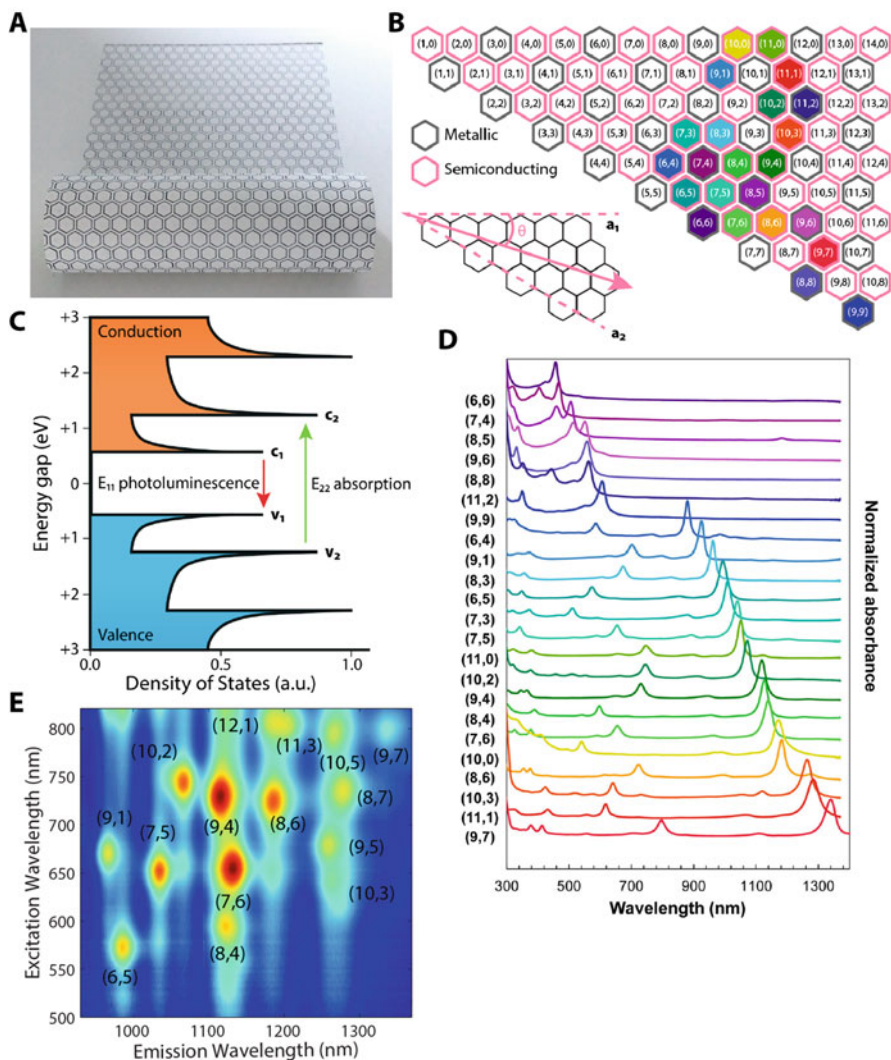 A
B
(1,0) (2,0) (3,0) (4,0) (5,0) (6,0) (7,0) (8,0) (9,0) (10,0) (11,0) (12,0) (13,0) (14,0)
(1,1) (2,1) (3,1) (4,1) (5,1) (6,1) (7,1) (8,1) (9,1) (10,1) (11,1) (12,1) (13,1)
(2,2) (3,2) (4,2) (5,2) (6,2) (7,2) (8,2) (9,2) (10,2) (11,2) (12,2) (13,2)
(3,3) (4,3) (5,3) (6,3) (7,3) (8,3) (9,3) (10,3) (11,3) (12,3)
(4,4) (5,4) (6,4) (7,4) (8,4) (9,4) (10,4) (11,4) (12,4)
(5,5) (6,5) (7,5) (8,5) (9,5) (10,5) (11,5)
(6,6) (7,6) (8,6) (9,6) (10,6) (11,6)
(7,7) (8,7) (9,7) (10,7)
(8,8) (9,8) (10,8)
(9,9)
Metallic
Semiconducting
θ
a₁
a₂
C
+3
+2
+1
0
+1
+2
+3
Energy gap (eV)
Conduction
c₂
c₁
E₁₁ photoluminescence
E₂₂ absorption
v₁
v₂
Valence
0.0 0.5 1.0
Density of States (a.u.)
D
(6,6)
(7,4)
(8,5)
(9,6)
(8,8)
(11,2)
(9,9)
(6,4)
(9,1)
(8,3)
(6,5)
(7,3)
(7,5)
(11,0)
(10,2)
(9,4)
(8,4)
(7,6)
(10,0)
(8,6)
(10,3)
(11,1)
(9,7)
Normalized absorbance
300 500 700 900 1100 1300
Wavelength (nm)
E
800
750
700
650
600
550
500
Excitation Wavelength (nm)
(12,1)
(10,2)
(11,3)
(9,7)
(10,5)
(8,7)
(9,1)
(7,5)
(9,4)
(8,6)
(9,5)
(10,3)
(7,6)
(8,4)
(6,5)
1000 1100 1200 1300
Emission Wavelength (nm)